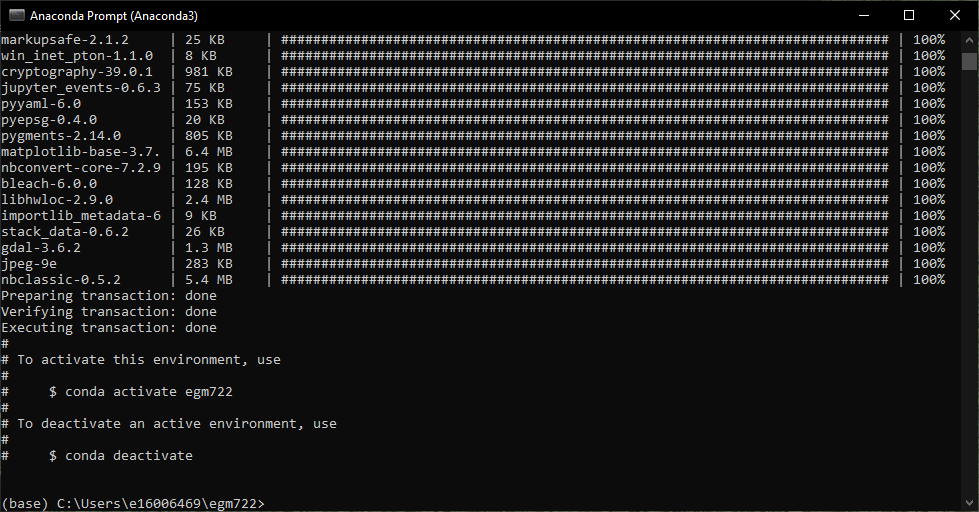 Anaconda Prompt (Anaconda3)
markupsafe-2.1.2     | 25 KB     | ############################################################################ | 100%
win_inet_pton-1.1.0  | 8 KB      | ############################################################################ | 100%
cryptography-39.0.1  | 981 KB    | ############################################################################ | 100%
jupyter_events-0.6.3 | 75 KB     | ############################################################################ | 100%
pyyaml-6.0           | 153 KB    | ############################################################################ | 100%
pyepsg-0.4.0         | 20 KB     | ############################################################################ | 100%
pygments-2.14.0      | 805 KB    | ############################################################################ | 100%
matplotlib-base-3.7. | 6.4 MB    | ############################################################################ | 100%
nbconvert-core-7.2.9 | 195 KB    | ############################################################################ | 100%
bleach-6.0.0         | 128 KB    | ############################################################################ | 100%
libhwloc-2.9.0       | 2.4 MB    | ############################################################################ | 100%
importlib_metadata-6 | 9 KB      | ############################################################################ | 100%
stack_data-0.6.2     | 26 KB     | ############################################################################ | 100%
gdal-3.6.2           | 1.3 MB    | ############################################################################ | 100%
jpeg-9e              | 283 KB    | ############################################################################ | 100%
nbclassic-0.5.2      | 5.4 MB    | ############################################################################ | 100%
Preparing transaction: done
Verifying transaction: done
Executing transaction: done
#
# To activate this environment, use
#
#     $ conda activate egm722
#
# To deactivate an active environment, use
#
#     $ conda deactivate
(base) C:\Users\e16006469\egm722>